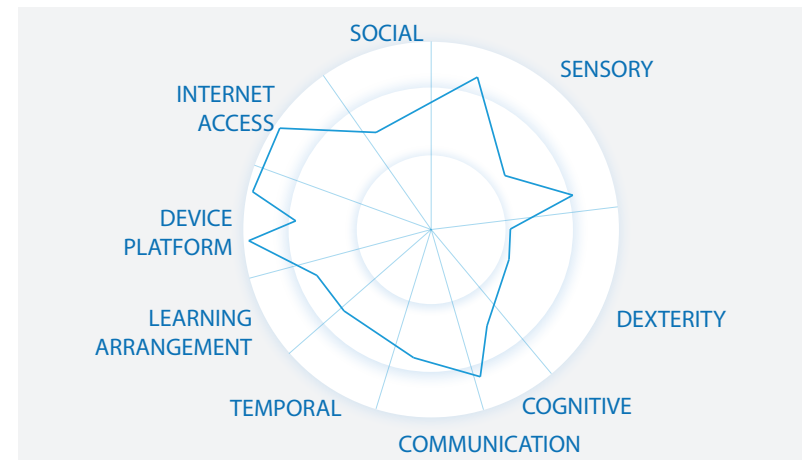 SOCIAL
SENSORY
INTERNET
ACCESS
DEVICE
PLATFORM
LEARNING
ARRANGEMENT
DEXTERITY
TEMPORAL
COGNITIVE
COMMUNICATION